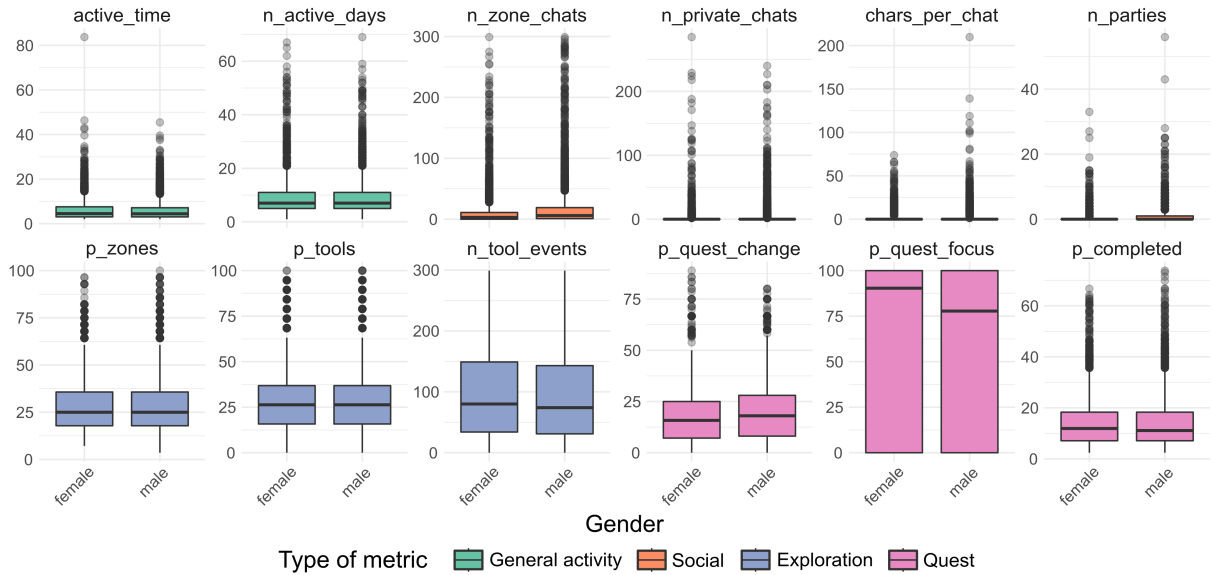 active_time n_active_days n_zone_chats n_private_chats chars_per_chat n_parties
80 60 40 20 0
60 40 20 0
300 200 100 0
200 100 0
200 150 100 50 0
40 20 0
p_zones p_tools n_tool_events p_quest_change p_quest_focus p_completed
100 75 50 25 0
100 75 50 25 0
300 200 100 0
75 50 25 0
100 75 50 25 0
60 40 20 0
female male female male female male female male female male female male
Gender
Type of metric General activity Social Exploration Quest